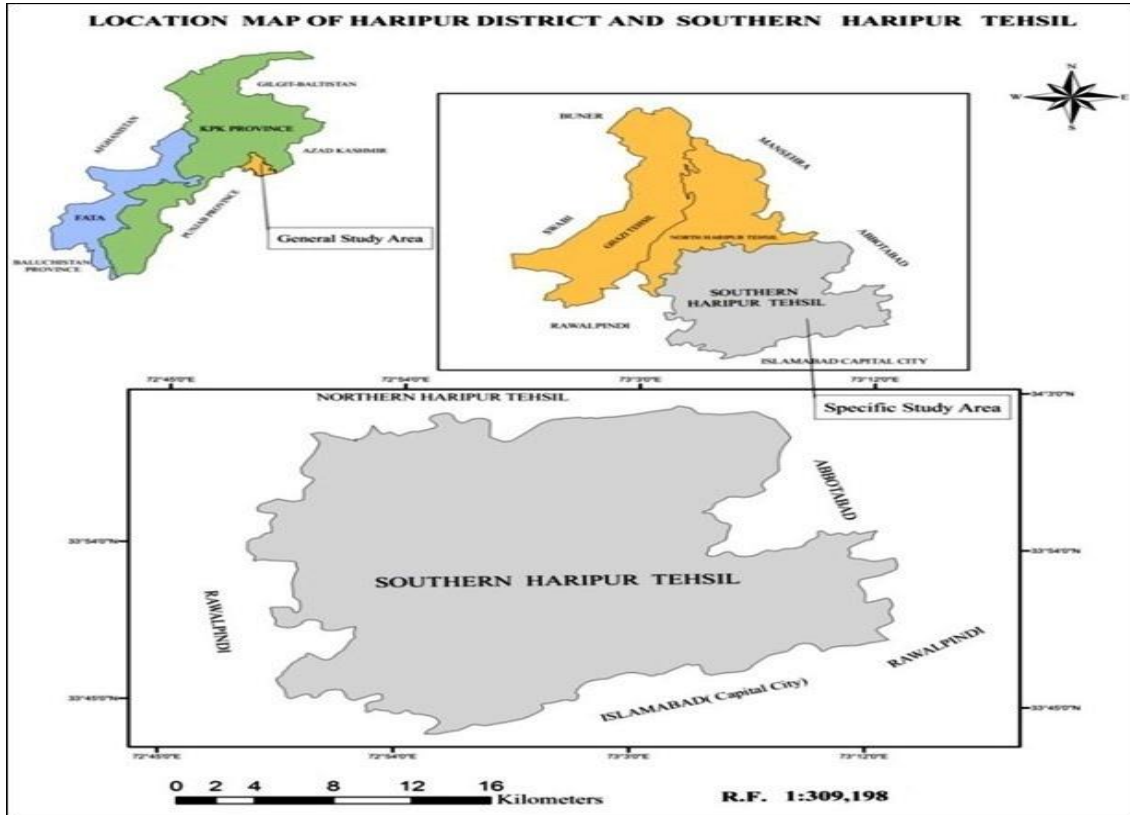 LOCATION MAP OF HARIPUR DISTRICT AND SOUTHERN HARIPUR TEHSIL
GILGIT-BALTISTAN
AFGHANISTAN
KPK PROVINCE
AZAD KASHMIR
FATA
PUNJAB PROVINCE
BALUCHISTAN
PROVINCE
General Study Area
N
W
E
S
BUNER
MANSEHRA
SWABI
GHAZI TEHSIL
NORTH HARIPUR TEHSIL
ABBOTABAD
SOUTHERN
HARIPUR TEHSIL
RAWALPINDI
ISLAMABAD CAPITAL CITY
Specific Study Area
72°45'0"E
72°54'0"E
73°3'0"E
73°12'0"E
NORTHERN HARIPUR TEHSIL
34°3'0"N
ABBOTABAD
33°54'0"N
33°54'0"N
SOUTHERN HARIPUR TEHSIL
RAWALPINDI
RAWALPINDI
33°45'0"N
ISLAMABAD( Capital City)
33°45'0"N
72°45'0"E
72°54'0"E
73°3'0"E
73°12'0"E
0 2 4 8 12 16
Kilometers
R.F. 1:309,198